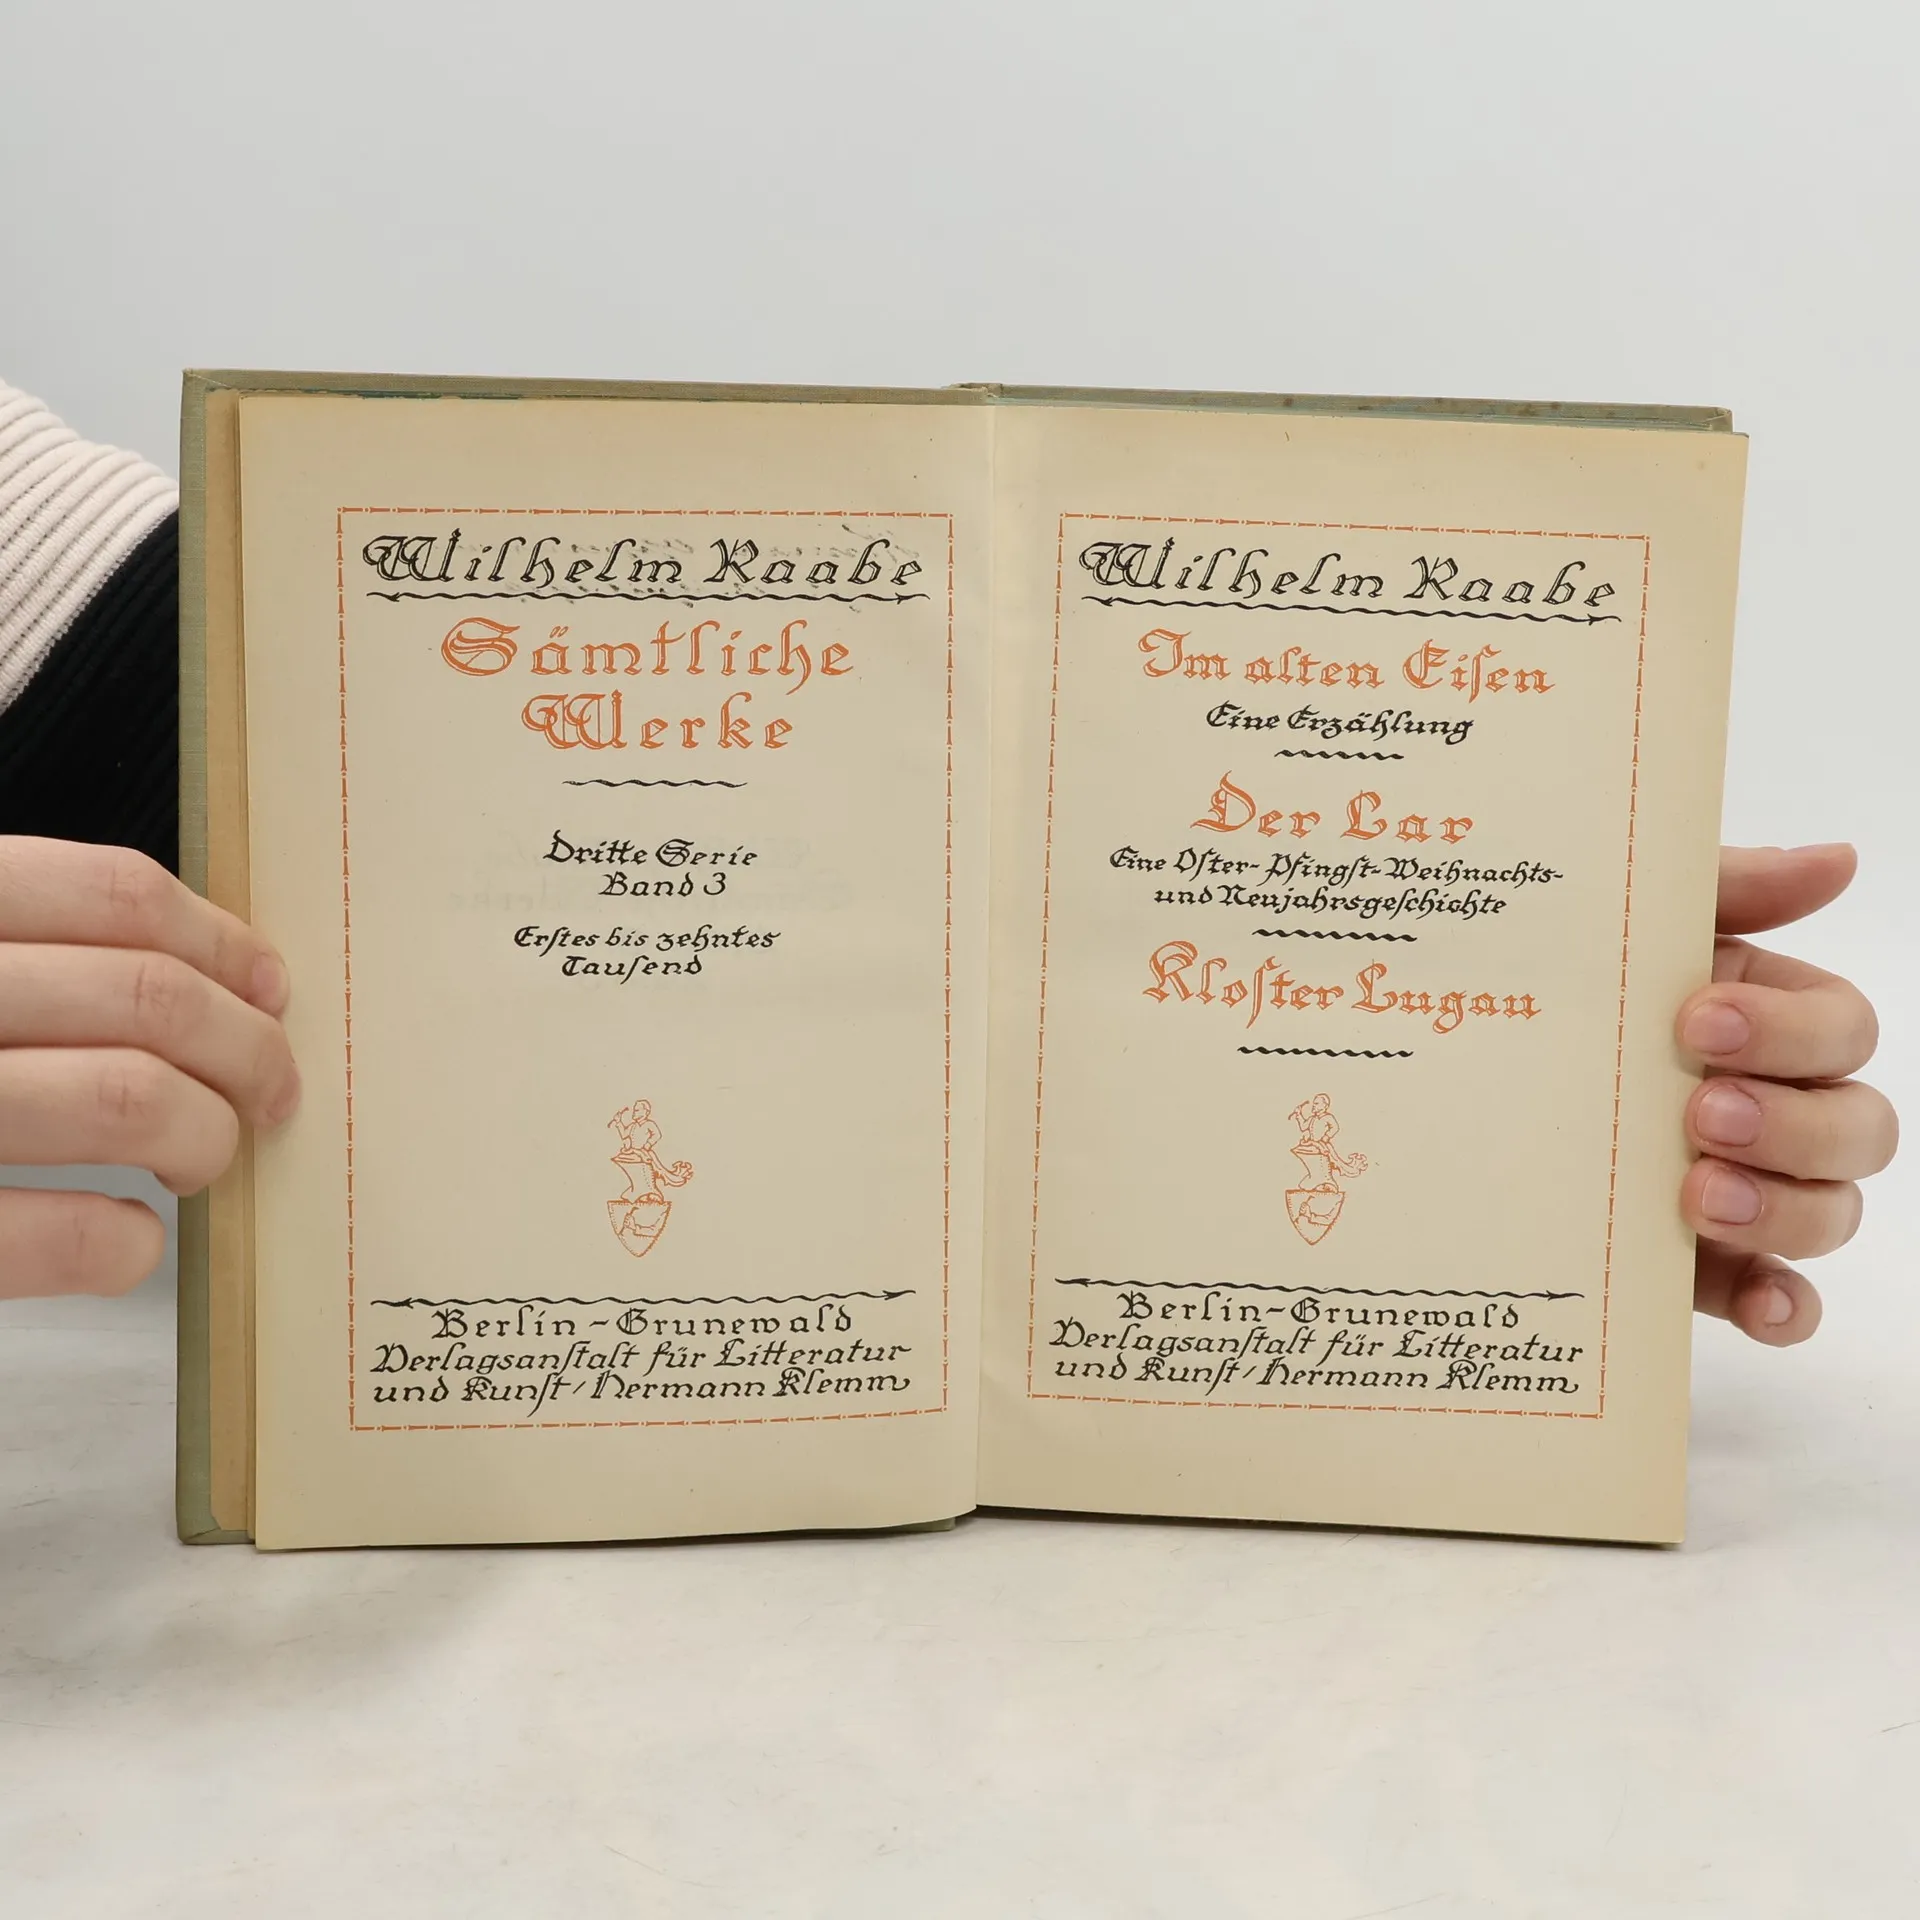 Wilhelm Raabe
Sämtliche
Werke
Dritte Serie
Band 3
Erſtes bis zehntes
Tauſend
Berlin-Grunewald
Verlagsanſtalt für Litteratur
und Kunſt / Hermann Klemm
Wilhelm Raabe
Im alten Eiſen
Eine Erzählung
Der Lar
Eine Oſter- Pfingſt- Weihnachts-
und Neujahrsgeſchichte
Kloſter Lugau
Berlin-Grunewald
Verlagsanſtalt für Litteratur
und Kunſt / Hermann Klemm